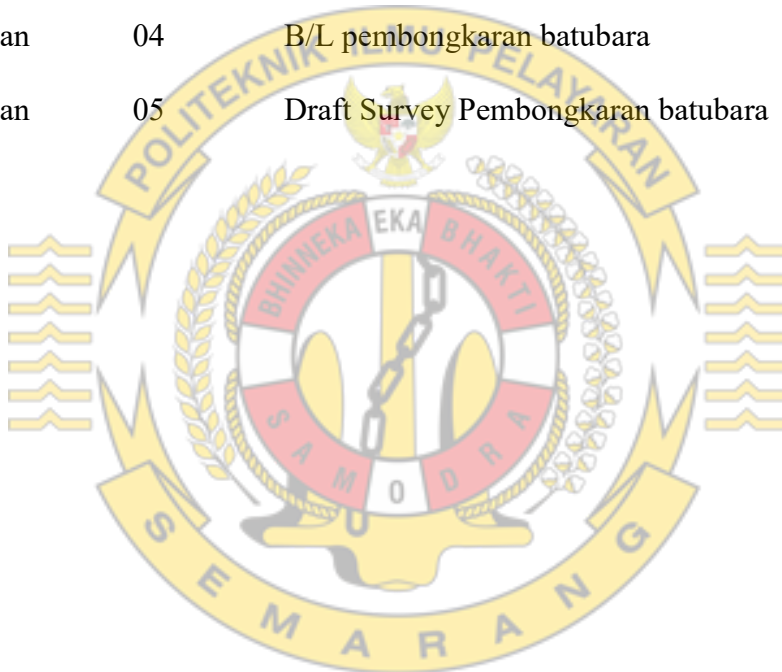 an 04 B/L pembongkaran batubara
an 05 Draft Survey Pembongkaran batubara
POLITEKNIK ILMU PELAYARAN
BHINNEKA EKA BHAKTI
SAMODRA
SEMARANG